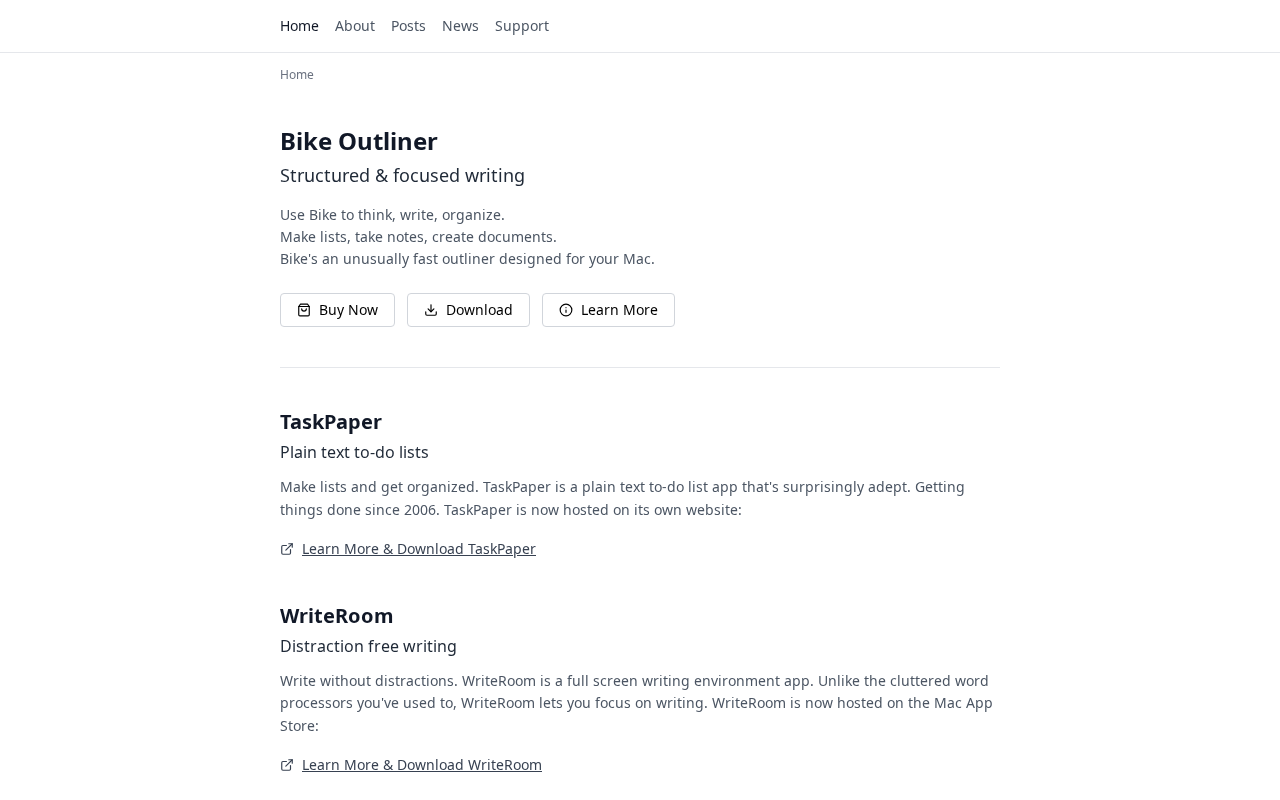 Home About Posts News Support
Home
Bike Outliner
Structured & focused writing
Use Bike to think, write, organize.
Make lists, take notes, create documents.
Bike's an unusually fast outliner designed for your Mac.
Buy Now Download Learn More
TaskPaper
Plain text to-do lists
Make lists and get organized. TaskPaper is a plain text to-do list app that's surprisingly adept. Getting
things done since 2006. TaskPaper is now hosted on its own website:
Learn More & Download TaskPaper
WriteRoom
Distraction free writing
Write without distractions. WriteRoom is a full screen writing environment app. Unlike the cluttered word
processors you've used to, WriteRoom lets you focus on writing. WriteRoom is now hosted on the Mac App
Store:
Learn More & Download WriteRoom